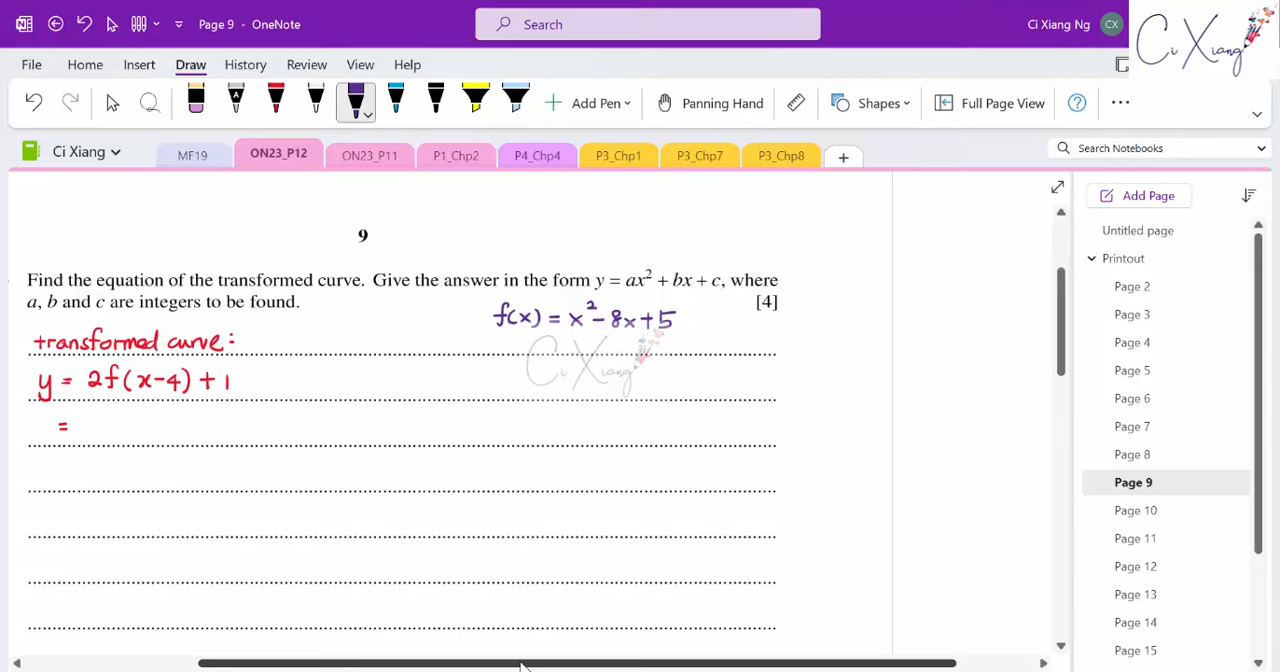 Page 9 - OneNote
Search
Ci Xiang Ng
CX
Ci Xiang
File Home Insert Draw History Review View Help
A
Add Pen
Panning Hand
Shapes
Full Page View
Ci Xiang
MF19
ON23_P12
ON23_P11
P1_Chp2
P4_Chp4
P3_Chp1
P3_Chp7
P3_Chp8
Search Notebooks
9
Find the equation of the transformed curve. Give the answer in the form y = ax² + bx + c, where
a, b and c are integers to be found. [4]
f(x) = x² - 8x + 5
transformed curve:
Ci Xiang
y = 2f(x-4) + 1
=
Add Page
Untitled page
Printout
Page 2
Page 3
Page 4
Page 5
Page 6
Page 7
Page 8
Page 9
Page 10
Page 11
Page 12
Page 13
Page 14
Page 15